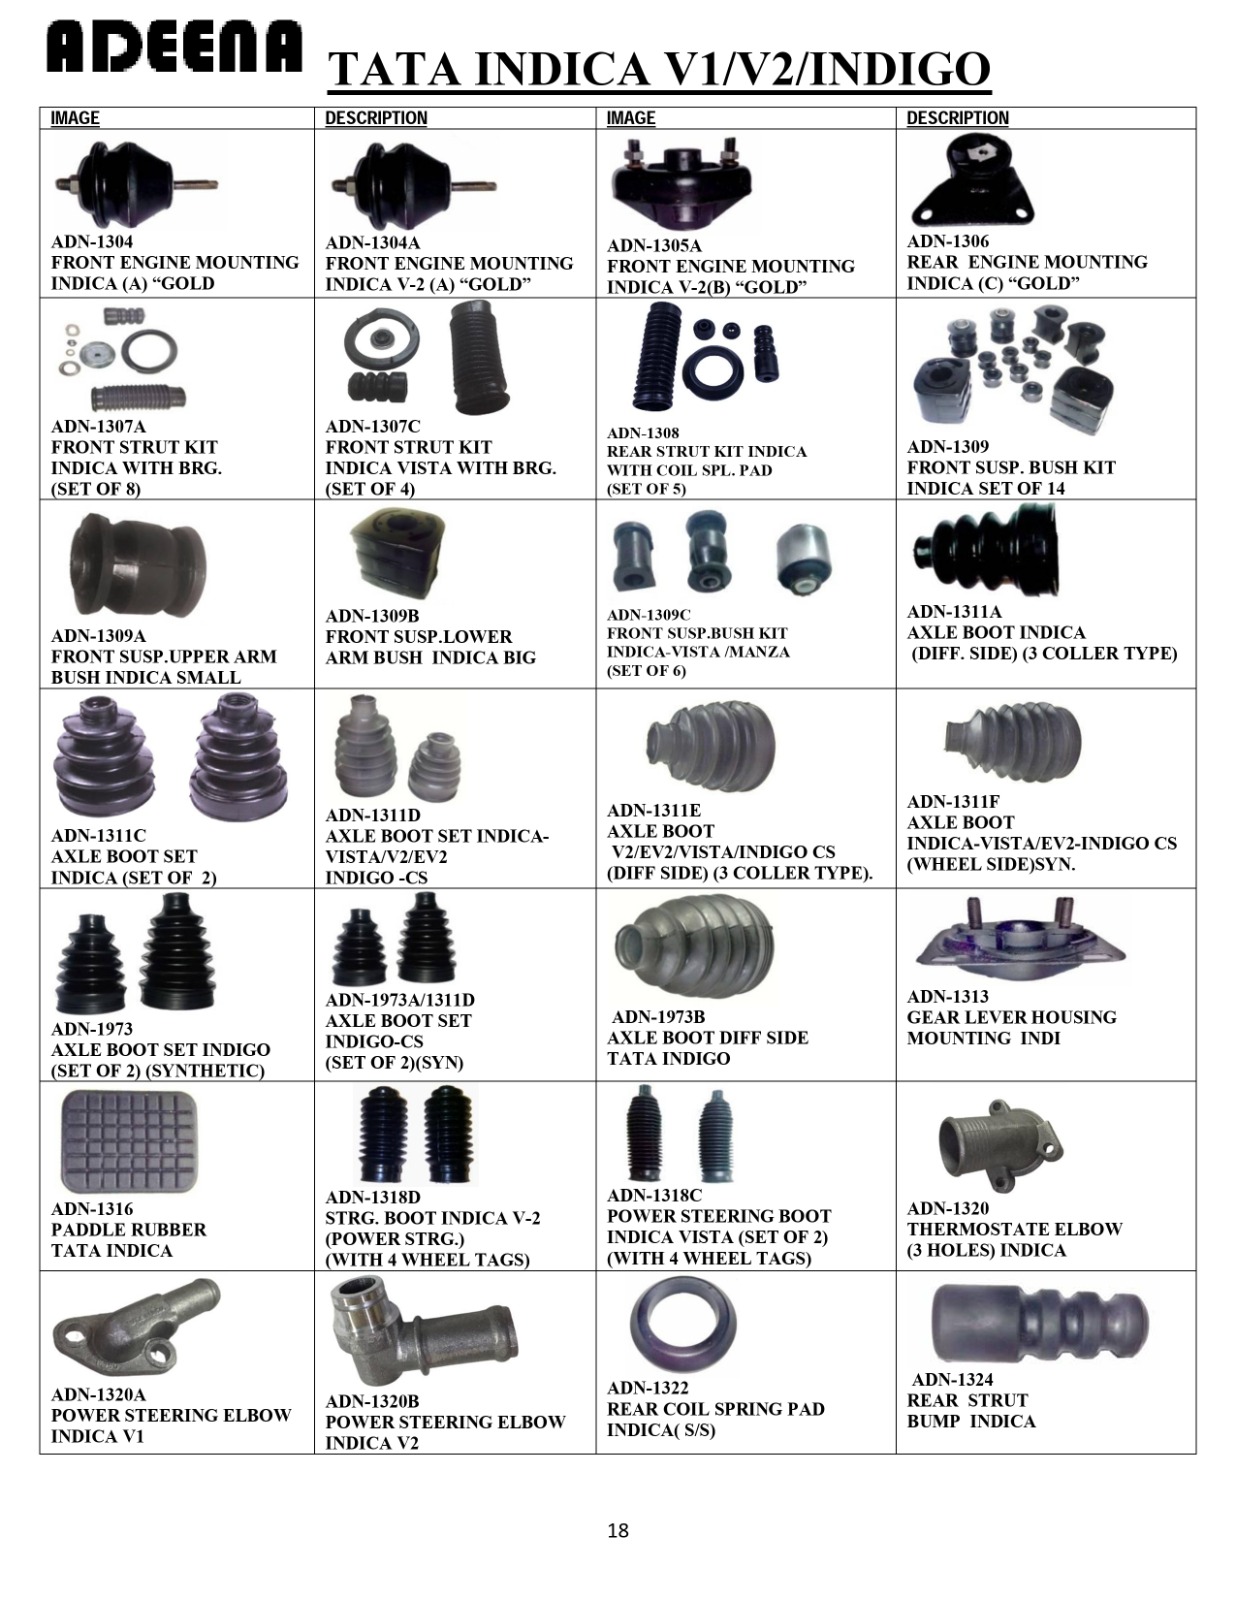 ADEENA
TATA INDICA V1/V2/INDIGO
IMAGE
DESCRIPTION
IMAGE
DESCRIPTION
ADN-1304
FRONT ENGINE MOUNTING
INDICA (A) “GOLD
ADN-1304A
FRONT ENGINE MOUNTING
INDICA V-2 (A) “GOLD”
ADN-1305A
FRONT ENGINE MOUNTING
INDICA V-2(B) “GOLD”
ADN-1306
REAR ENGINE MOUNTING
INDICA (C) “GOLD”
ADN-1307A
FRONT STRUT KIT
INDICA WITH BRG.
(SET OF 8)
ADN-1307C
FRONT STRUT KIT
INDICA VISTA WITH BRG.
(SET OF 4)
ADN-1308
REAR STRUT KIT INDICA
WITH COIL SPL. PAD
(SET OF 5)
ADN-1309
FRONT SUSP. BUSH KIT
INDICA SET OF 14
ADN-1309A
FRONT SUSP.UPPER ARM
BUSH INDICA SMALL
ADN-1309B
FRONT SUSP.LOWER
ARM BUSH INDICA BIG
ADN-1309C
FRONT SUSP.BUSH KIT
INDICA-VISTA /MANZA
(SET OF 6)
ADN-1311A
AXLE BOOT INDICA
(DIFF. SIDE) (3 COLLER TYPE)
ADN-1311C
AXLE BOOT SET
INDICA (SET OF 2)
ADN-1311D
AXLE BOOT SET INDICA-
VISTA/V2/EV2
INDIGO -CS
ADN-1311E
AXLE BOOT
V2/EV2/VISTA/INDIGO CS
(DIFF SIDE) (3 COLLER TYPE).
ADN-1311F
AXLE BOOT
INDICA-VISTA/EV2-INDIGO CS
(WHEEL SIDE)SYN.
ADN-1973
AXLE BOOT SET INDIGO
(SET OF 2) (SYNTHETIC)
ADN-1973A/1311D
AXLE BOOT SET
INDIGO-CS
(SET OF 2)(SYN)
ADN-1973B
AXLE BOOT DIFF SIDE
TATA INDIGO
ADN-1313
GEAR LEVER HOUSING
MOUNTING INDI
ADN-1316
PADDLE RUBBER
TATA INDICA
ADN-1318D
STRG. BOOT INDICA V-2
(POWER STRG.)
(WITH 4 WHEEL TAGS)
ADN-1318C
POWER STEERING BOOT
INDICA VISTA (SET OF 2)
(WITH 4 WHEEL TAGS)
ADN-1320
THERMOSTATE ELBOW
(3 HOLES) INDICA
ADN-1320A
POWER STEERING ELBOW
INDICA V1
ADN-1320B
POWER STEERING ELBOW
INDICA V2
ADN-1322
REAR COIL SPRING PAD
INDICA( S/S)
ADN-1324
REAR STRUT
BUMP INDICA
18